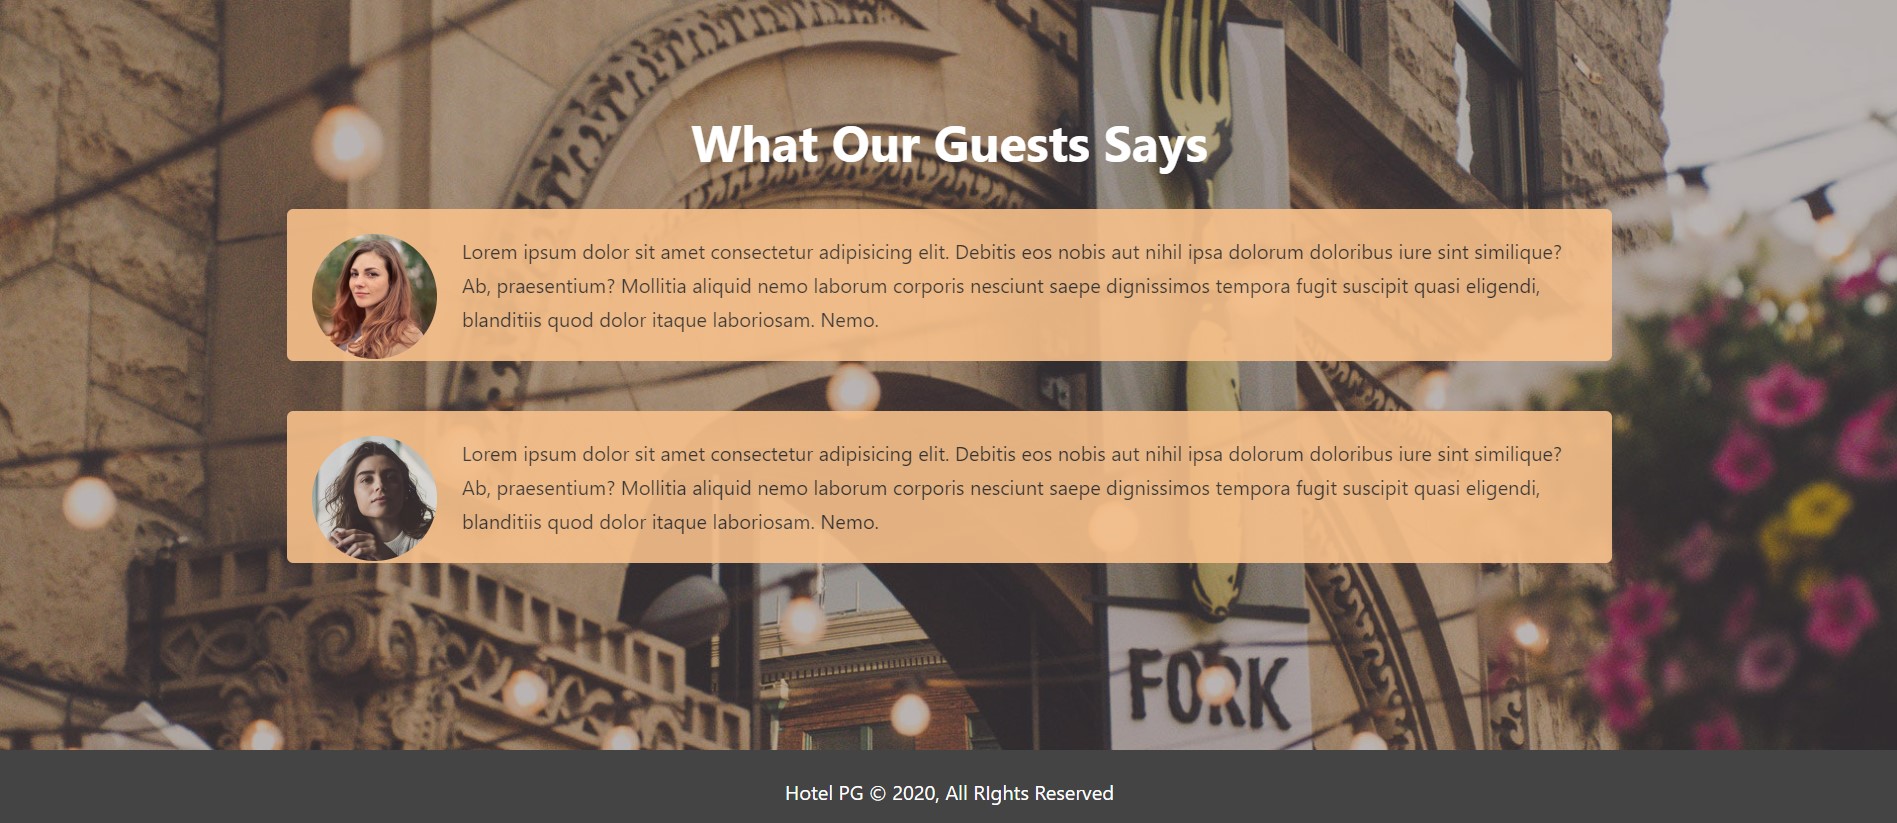 What Our Guests Says
Lorem ipsum dolor sit amet consectetur adipisicing elit. Debitis eos nobis aut nihil ipsa dolorum doloribus iure sint similique?
Ab, praesentium? Mollitia aliquid nemo laborum corporis nesciunt saepe dignissimos tempora fugit suscipit quasi eligendi,
blanditiis quod dolor itaque laboriosam. Nemo.
Lorem ipsum dolor sit amet consectetur adipisicing elit. Debitis eos nobis aut nihil ipsa dolorum doloribus iure sint similique?
Ab, praesentium? Mollitia aliquid nemo laborum corporis nesciunt saepe dignissimos tempora fugit suscipit quasi eligendi,
blanditiis quod dolor itaque laboriosam. Nemo.
FORK
Hotel PG © 2020, All RIghts Reserved